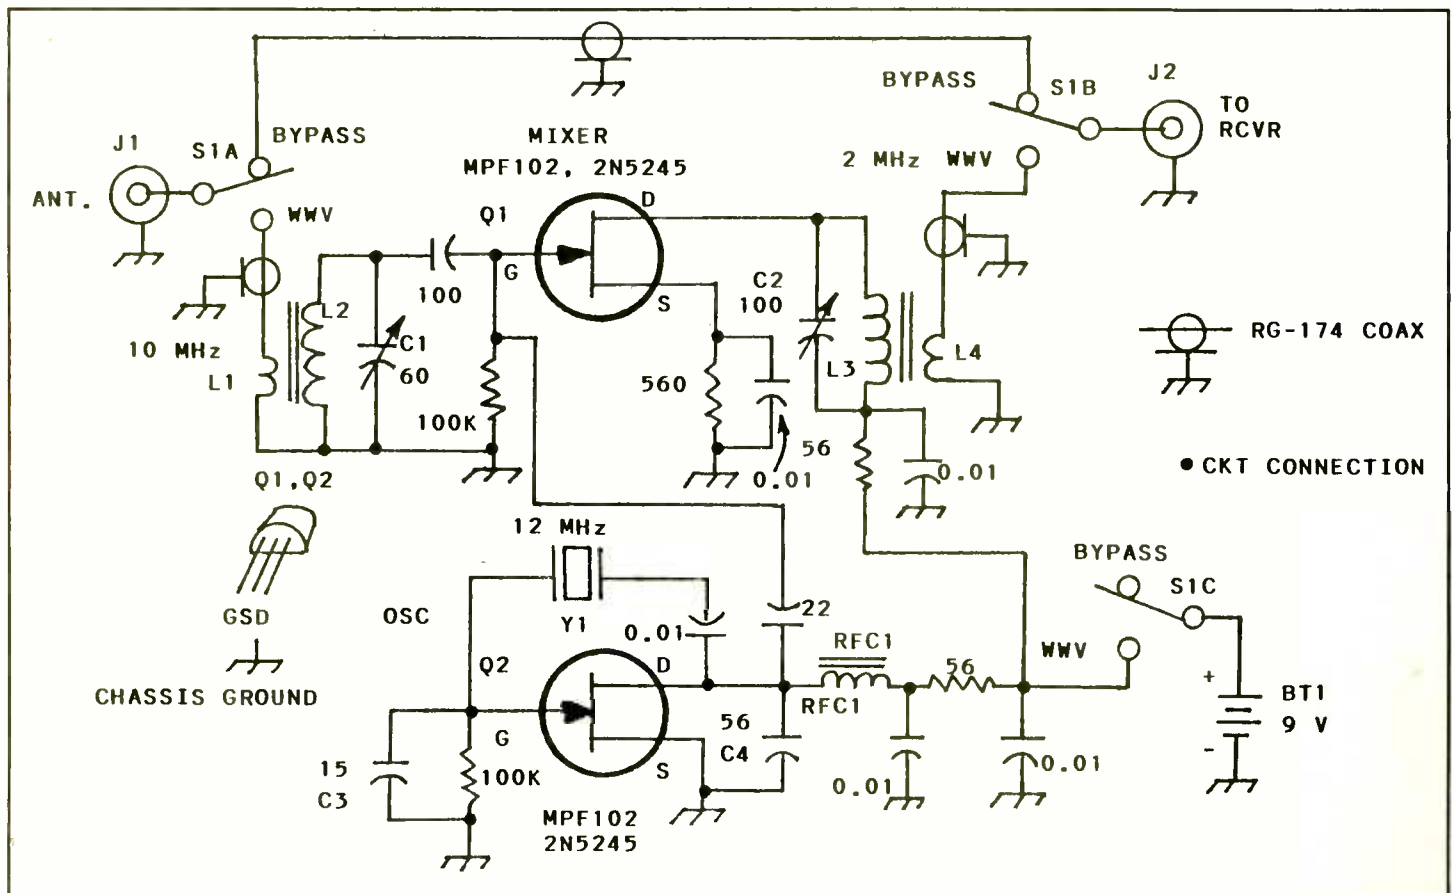 BYPASS
S1B
J2
TO
RCVR
J1
S1A
BYPASS
MIXER
MPF102, 2N5245
2 MHz WWV
ANT.
WWV
Q1
D
G
S
100
L2
C2
100
10 MHz
L1
C1
60
L3
L4
RG-174 COAX
560
100K
56
0.01
0.01
CKT CONNECTION
Q1,Q2
12 MHz
BYPASS
S1C
GSD
OSC
Y1
0.01
22
RFC1
WWV
Q2
D
56
CHASSIS GROUND
RFC1
+
BT1
9 V
-
G
56
C4
S
15
C3
100K
0.01
0.01
MPF102
2N5245